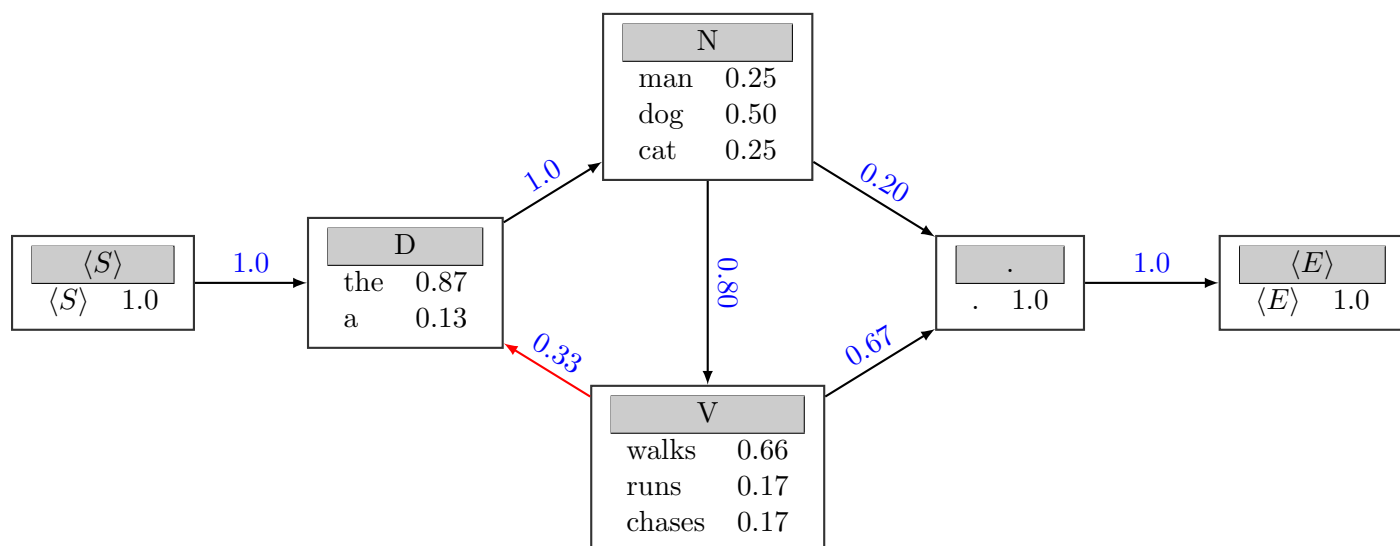 N
man 0.25
dog 0.50
cat 0.25
1.0
0.20
⟨S⟩
⟨S⟩ 1.0
1.0
D
the 0.87
a 0.13
0.80
.
. 1.0
1.0
⟨E⟩
⟨E⟩ 1.0
0.33
0.67
V
walks 0.66
runs 0.17
chases 0.17